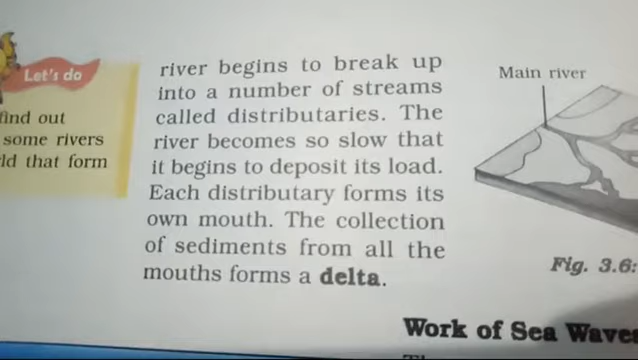 Let's do
find out
some rivers
ld that form
river begins to break up
into a number of streams
called distributaries. The
river becomes so slow that
it begins to deposit its load.
Each distributary forms its
own mouth. The collection
of sediments from all the
mouths forms a delta.
Main river
Fig. 3.6:
Work of Sea Waves